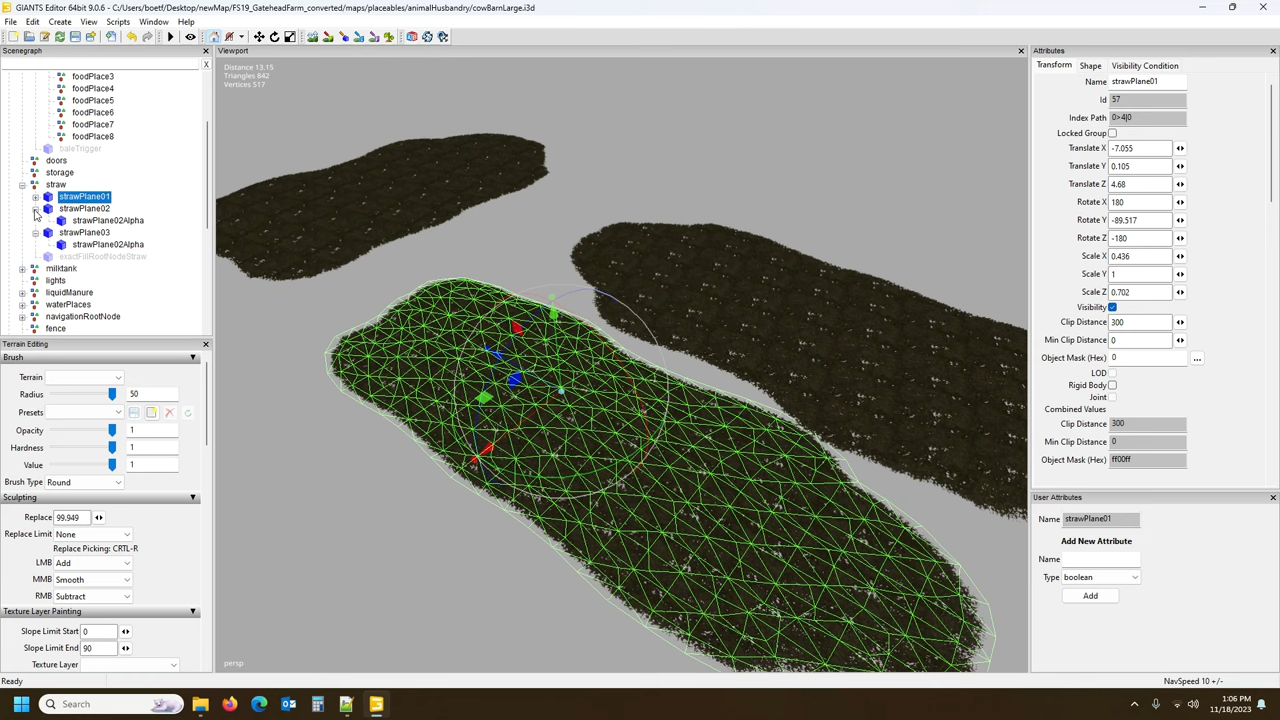 GIANTS Editor 64bit 9.0.6 - C:/Users/boetf/Desktop/newMap/FS19_GateheadFarm_converted/maps/placeables/animalHusbandry/cowBarnLarge.i3d
File Edit Create View Scripts Window Help
Scenegraph
X
foodPlace3
foodPlace4
foodPlace5
foodPlace6
foodPlace7
foodPlace8
baleTrigger
doors
storage
straw
strawPlane01
strawPlane02
strawPlane02Alpha
strawPlane03
strawPlane02Alpha
exactFillRootNodeStraw
milktank
lights
liquidManure
waterPlaces
navigationRootNode
fence
Terrain Editing
Brush
Terrain
Radius 50
Presets
Opacity 1
Hardness 1
Value 1
Brush Type Round
Sculpting
Replace 99.949
Replace Limit None
Replace Picking: CRTL-R
LMB Add
MMB Smooth
RMB Subtract
Texture Layer Painting
Slope Limit Start 0
Slope Limit End 90
Texture Layer
Ready
Viewport
Distance 13.15
Triangles 842
Vertices 517
persp
Attributes
Transform Shape Visibility Condition
Name strawPlane01
Id 57
Index Path 0>4|0
Locked Group
Translate X -7.055
Translate Y 0.105
Translate Z 4.68
Rotate X 180
Rotate Y -89.517
Rotate Z -180
Scale X 0.436
Scale Y 1
Scale Z 0.702
Visibility
Clip Distance 300
Min Clip Distance 0
Object Mask (Hex) 0 ...
LOD
Rigid Body
Joint
Combined Values
Clip Distance 300
Min Clip Distance 0
Object Mask (Hex) ff00ff
User Attributes
Name strawPlane01
Add New Attribute
Name
Type boolean
Add
NavSpeed 10 +/-
Search
1:06 PM
11/18/2023